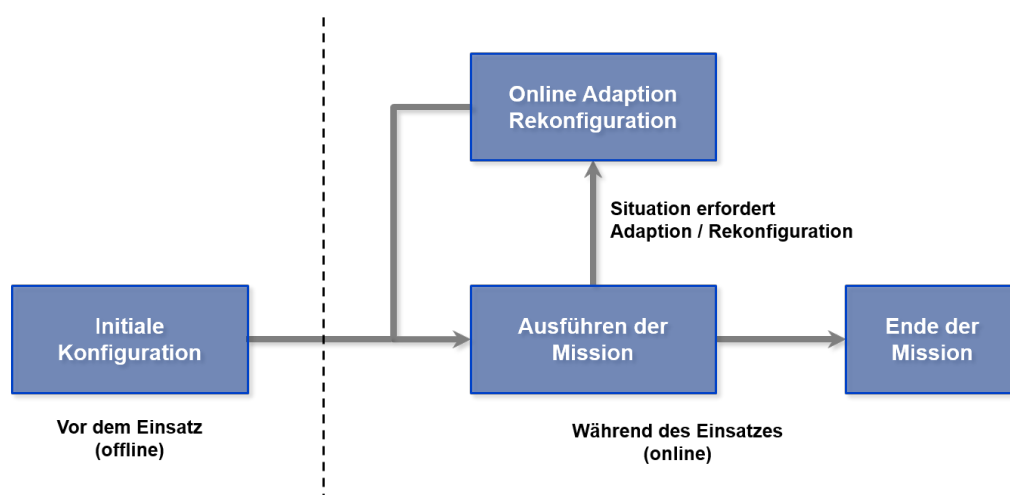 Online Adaption
Rekonfiguration
Situation erfordert
Adaption / Rekonfiguration
Initiale
Konfiguration
Ausführen der
Mission
Ende der
Mission
Vor dem Einsatz
(offline)
Während des Einsatzes
(online)